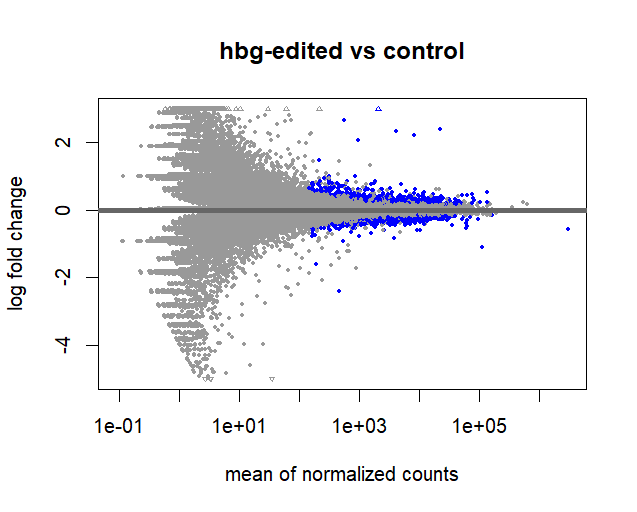 hbg-edited vs control
log fold change
2
0
-2
-4
1e-01 1e+01 1e+03 1e+05
mean of normalized counts